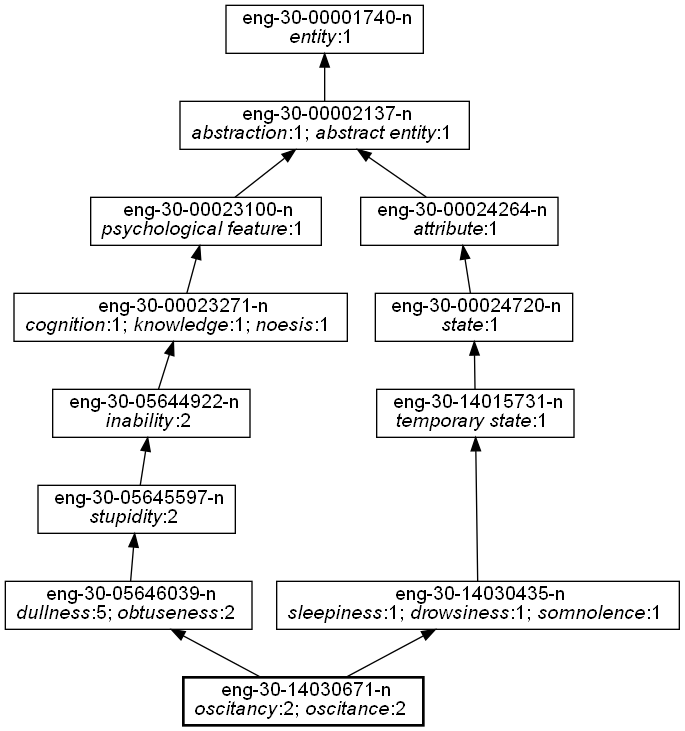 eng-30-00001740-n
entity:1
eng-30-00002137-n
abstraction:1; abstract entity:1
eng-30-00023100-n
psychological feature:1
eng-30-00024264-n
attribute:1
eng-30-00023271-n
cognition:1; knowledge:1; noesis:1
eng-30-00024720-n
state:1
eng-30-05644922-n
inability:2
eng-30-14015731-n
temporary state:1
eng-30-05645597-n
stupidity:2
eng-30-05646039-n
dullness:5; obtuseness:2
eng-30-14030435-n
sleepiness:1; drowsiness:1; somnolence:1
eng-30-14030671-n
oscitancy:2; oscitance:2